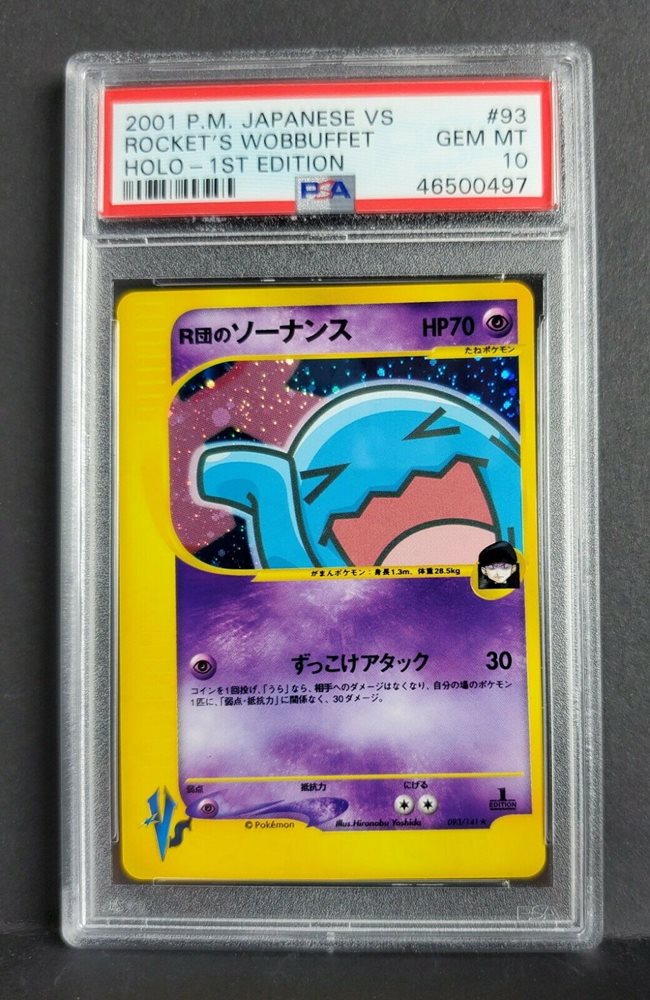 2001 P.M. JAPANESE VS #93
ROCKET'S WOBBUFFET GEM MT
HOLO - 1ST EDITION 10
PSA 46500497
R団のソーナンス HP70
たねポケモン
がまんポケモン：身長1.3m、体重28.5kg
ずっこけアタック 30
コインを1回投げ、「うら」なら、相手へのダメージはなくなり、自分の場のポケモン
1匹に、「弱点・抵抗力」に関係なく、30ダメージ。
弱点 抵抗力 にげる
1
EDITION
VS
©Pokémon Illus.Hironobu Yoshida 093/141★
PSA